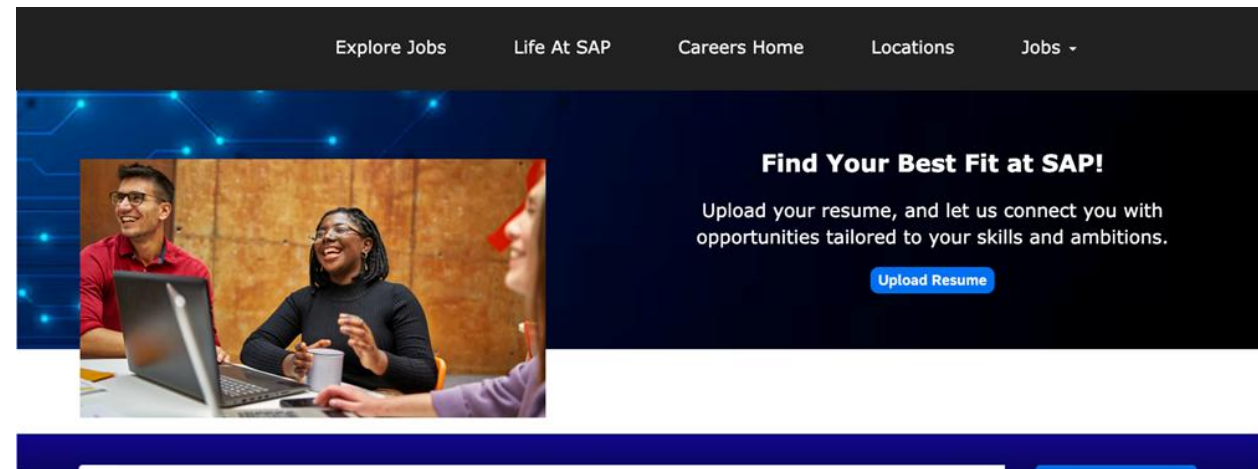 Explore Jobs Life At SAP Careers Home Locations Jobs
Find Your Best Fit at SAP!
Upload your resume, and let us connect you with
opportunities tailored to your skills and ambitions.
Upload Resume